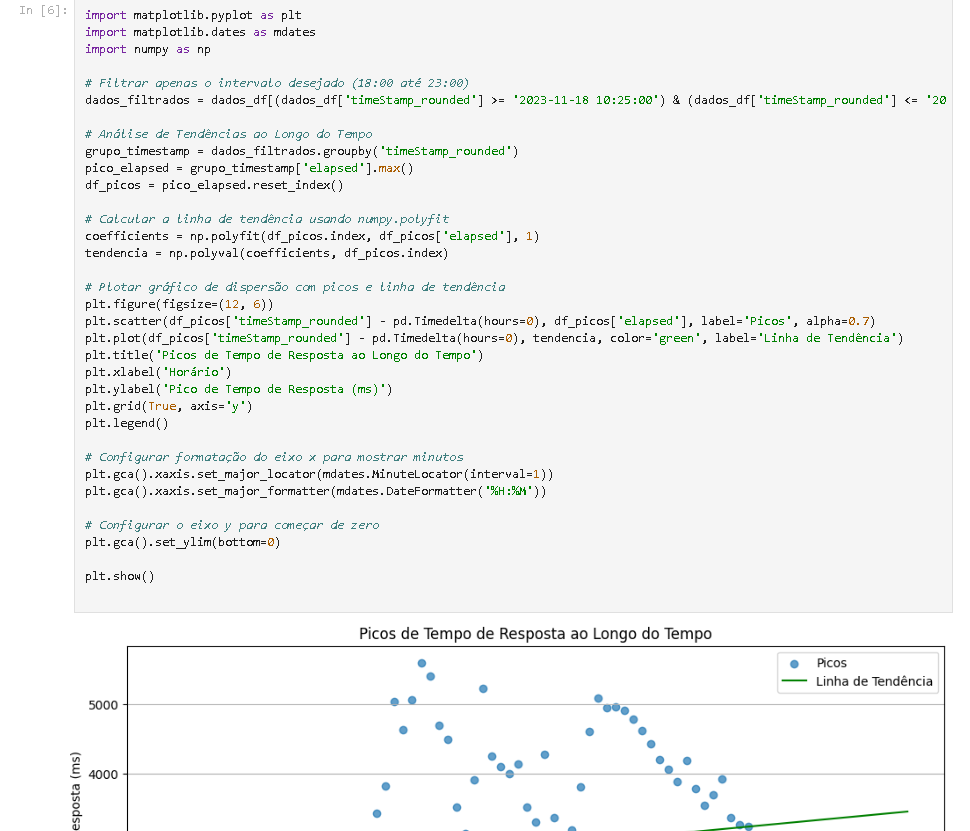 In [6]:
import matplotlib.pyplot as plt
import matplotlib.dates as mdates
import numpy as np
# Filtrar apenas o intervalo desejado (18:00 até 23:00)
dados_filtrados = dados_df[(dados_df['timeStamp_rounded'] >= '2023-11-18 10:25:00') & (dados_df['timeStamp_rounded'] <= '20
# Análise de Tendências ao Longo do Tempo
grupo_timestamp = dados_filtrados.groupby('timeStamp_rounded')
pico_elapsed = grupo_timestamp['elapsed'].max()
df_picos = pico_elapsed.reset_index()
# Calcular a linha de tendência usando numpy.polyfit
coefficients = np.polyfit(df_picos.index, df_picos['elapsed'], 1)
tendencia = np.polyval(coefficients, df_picos.index)
# Plotar gráfico de dispersão com picos e linha de tendência
plt.figure(figsize=(12, 6))
plt.scatter(df_picos['timeStamp_rounded'] - pd.Timedelta(hours=0), df_picos['elapsed'], label='Picos', alpha=0.7)
plt.plot(df_picos['timeStamp_rounded'] - pd.Timedelta(hours=0), tendencia, color='green', label='Linha de Tendência')
plt.title('Picos de Tempo de Resposta ao Longo do Tempo')
plt.xlabel('Horário')
plt.ylabel('Pico de Tempo de Resposta (ms)')
plt.grid(True, axis='y')
plt.legend()
# Configurar formatação do eixo x para mostrar minutos
plt.gca().xaxis.set_major_locator(mdates.MinuteLocator(interval=1))
plt.gca().xaxis.set_major_formatter(mdates.DateFormatter('%H:%M'))
# Configurar o eixo y para começar de zero
plt.gca().set_ylim(bottom=0)
plt.show()
Picos de Tempo de Resposta ao Longo do Tempo
Picos
Linha de Tendência
5000
4000
esposta (ms)